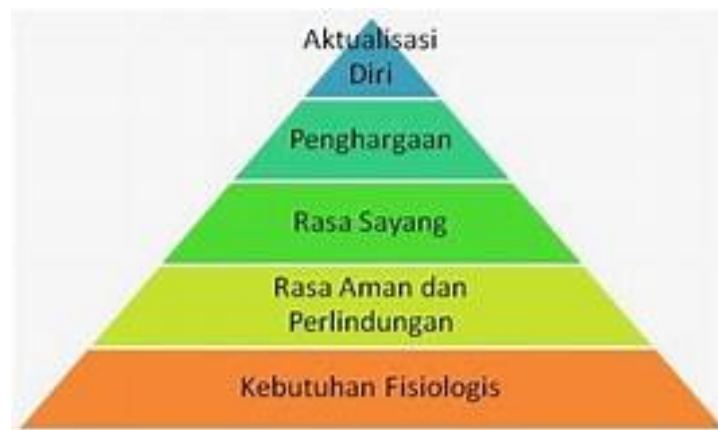 Aktualisasi
Diri
Penghargaan
Rasa Sayang
Rasa Aman dan
Perlindungan
Kebutuhan Fisiologis